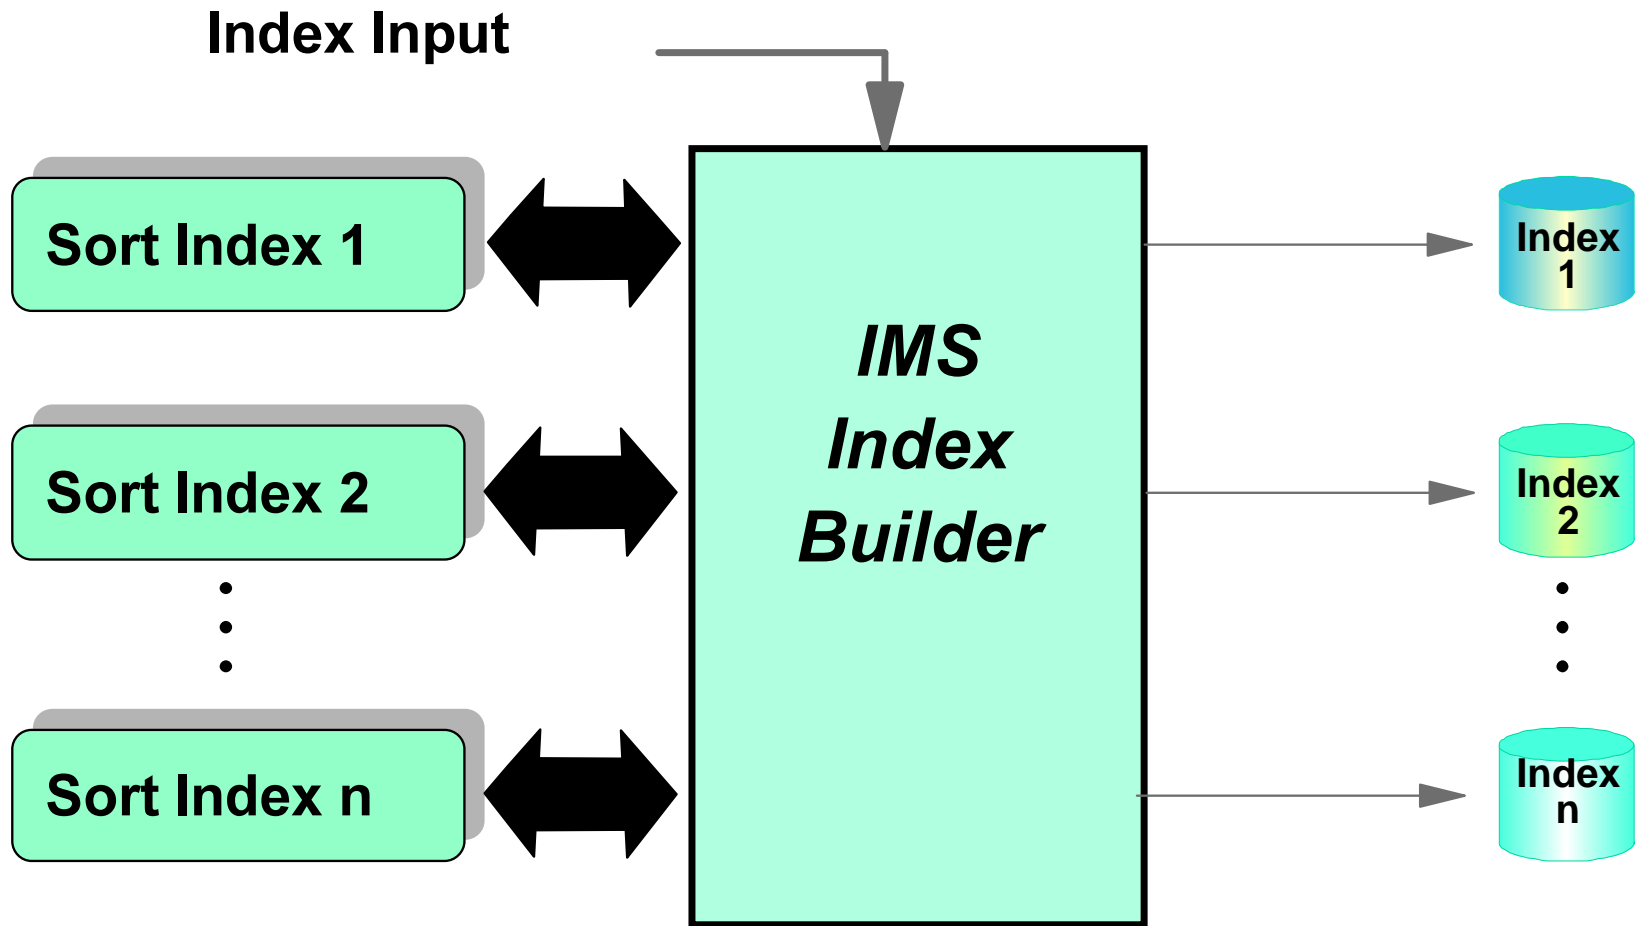 Index Input
Sort Index 1
Sort Index 2
Sort Index n
IMS
Index
Builder
Index
1
Index
2
Index
n